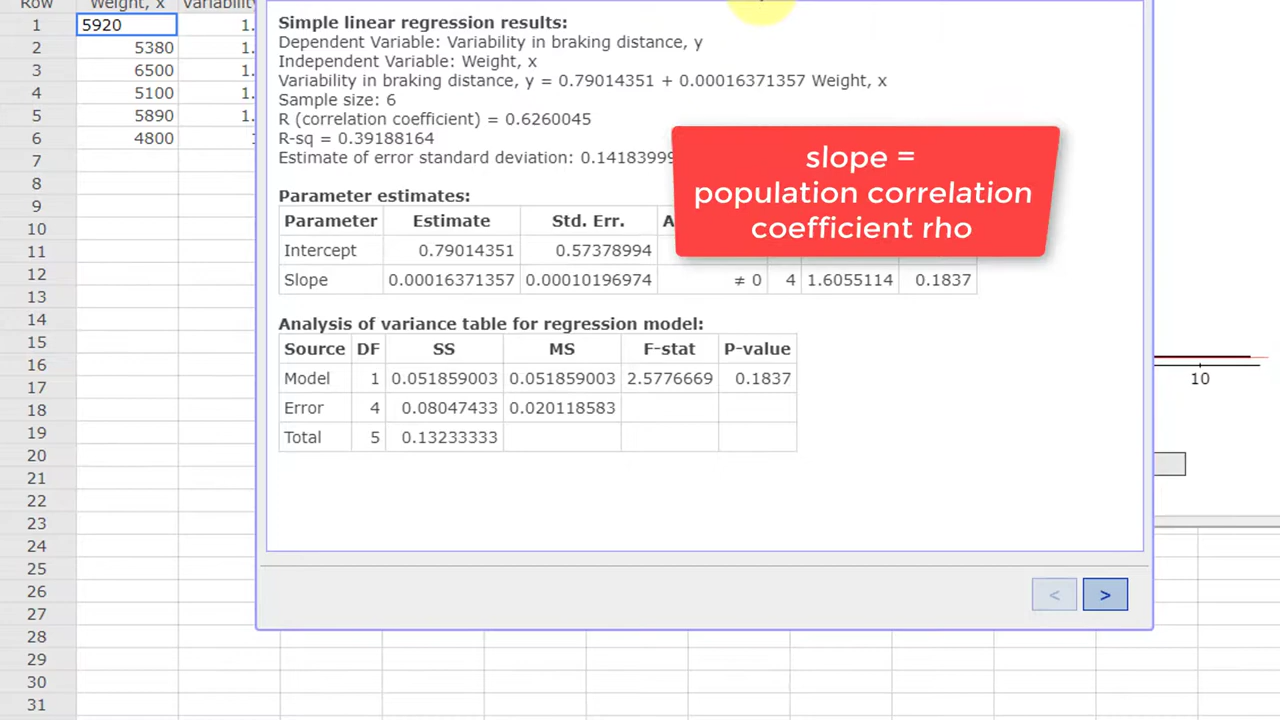 Row Weight, x Variability
1 5920 1.
2 5380 1.
3 6500 1.
4 5100 1.
5 5890 1.
6 4800
7
8
9
10
11
12
13
14
15
16
17
18
19
20
21
22
23
24
25
26
27
28
29
30
31
Simple linear regression results:
Dependent Variable: Variability in braking distance, y
Independent Variable: Weight, x
Variability in braking distance, y = 0.79014351 + 0.00016371357 Weight, x
Sample size: 6
R (correlation coefficient) = 0.6260045
R-sq = 0.39188164
Estimate of error standard deviation: 0.14183999
slope =
population correlation
coefficient rho
Parameter estimates:
Parameter Estimate Std. Err.
Intercept 0.79014351 0.57378994
Slope 0.00016371357 0.00010196974 ≠ 0 4 1.6055114 0.1837
Analysis of variance table for regression model:
Source DF SS MS F-stat P-value
Model 1 0.051859003 0.051859003 2.5776669 0.1837
Error 4 0.08047433 0.020118583
Total 5 0.13233333
10
<
>